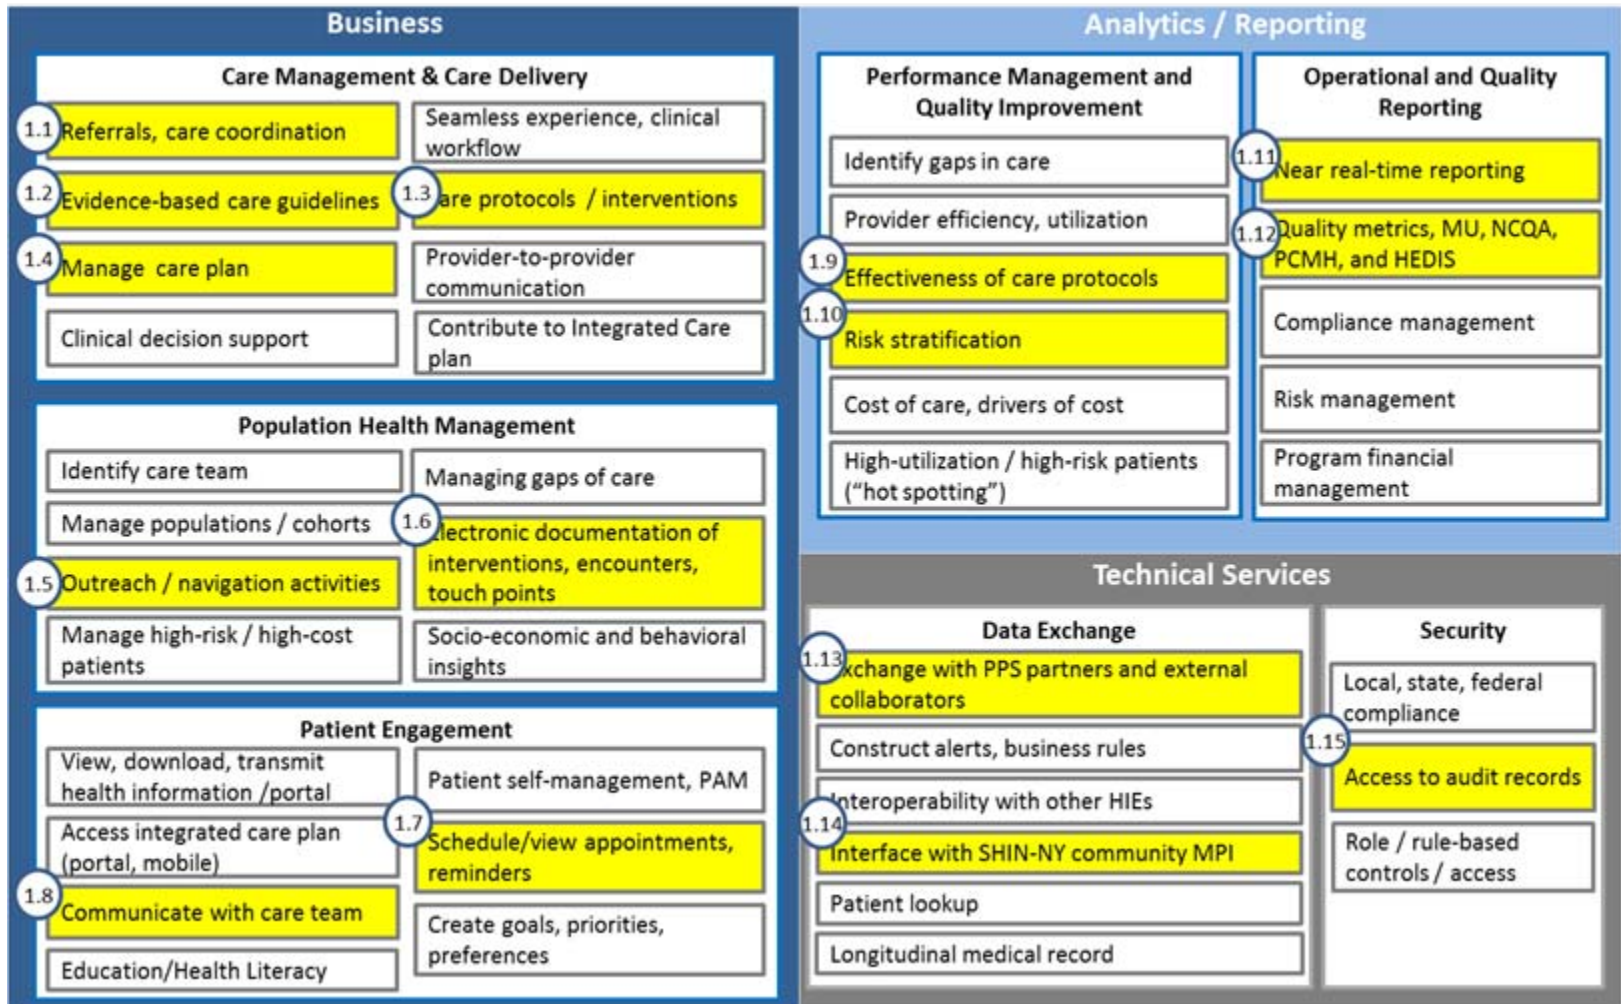 Business
Care Management & Care Delivery
1.1 Referrals, care coordination
Seamless experience, clinical
workflow
1.2 Evidence-based care guidelines
1.3 Care protocols / interventions
1.4 Manage care plan
Provider-to-provider
communication
Clinical decision support
Contribute to Integrated Care
plan
Population Health Management
Identify care team
Managing gaps of care
Manage populations / cohorts
1.6 Electronic documentation of
interventions, encounters,
touch points
1.5 Outreach / navigation activities
Manage high-risk / high-cost
patients
Socio-economic and behavioral
insights
Patient Engagement
View, download, transmit
health information /portal
Patient self-management, PAM
Access integrated care plan
(portal, mobile)
1.7 Schedule/view appointments,
reminders
1.8 Communicate with care team
Create goals, priorities,
preferences
Education/Health Literacy
Analytics / Reporting
Performance Management and
Quality Improvement
Identify gaps in care
Provider efficiency, utilization
1.9 Effectiveness of care protocols
1.10 Risk stratification
Cost of care, drivers of cost
High-utilization / high-risk patients
(“hot spotting”)
Operational and Quality
Reporting
1.11 Near real-time reporting
1.12 Quality metrics, MU, NCQA,
PCMH, and HEDIS
Compliance management
Risk management
Program financial
management
Technical Services
Data Exchange
1.13 Exchange with PPS partners and external
collaborators
Construct alerts, business rules
Interoperability with other HIEs
1.14 Interface with SHIN-NY community MPI
Patient lookup
Longitudinal medical record
Security
Local, state, federal
compliance
1.15 Access to audit records
Role / rule-based
controls / access